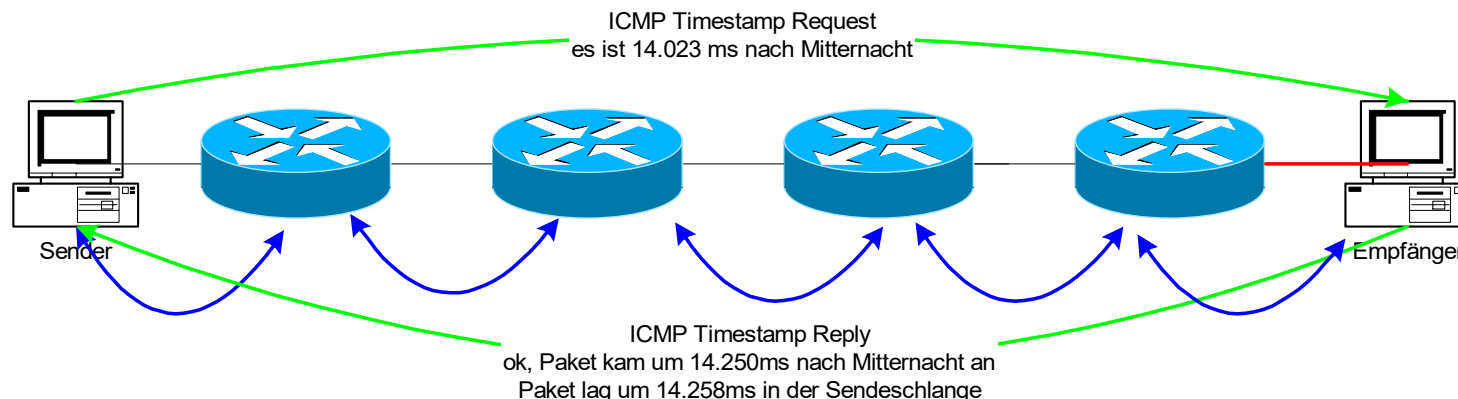 ICMP Timestamp Request
es ist 14.023 ms nach Mitternacht
Sender
Empfänger
ICMP Timestamp Reply
ok, Paket kam um 14.250ms nach Mitternacht an
Paket lag um 14.258ms in der Sendeschlange